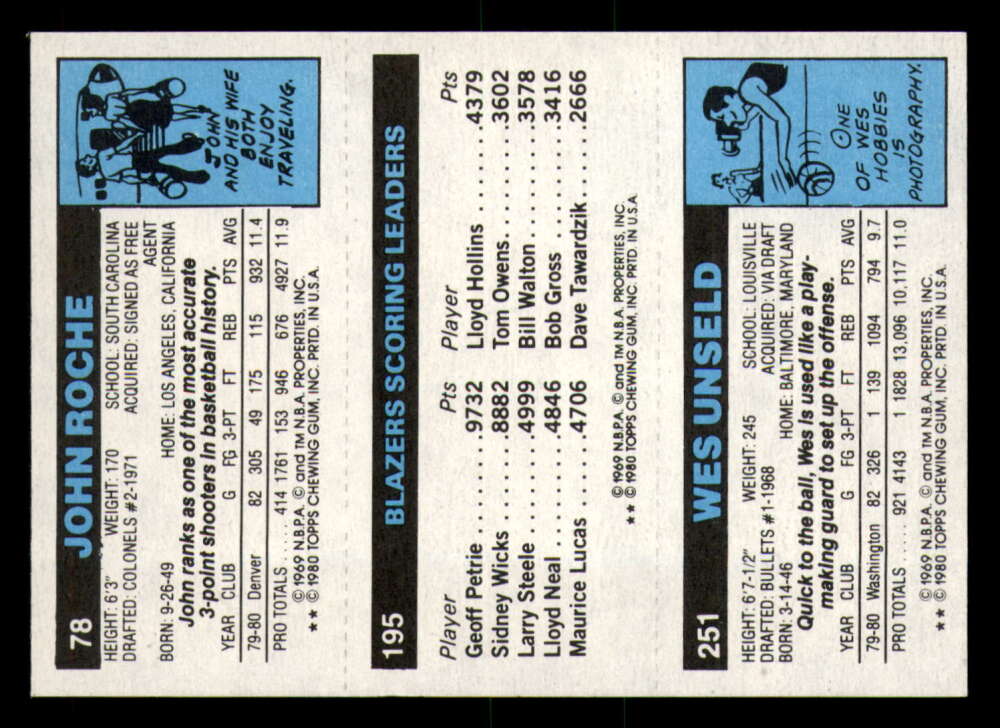 78 JOHN ROCHE
HEIGHT: 6'3" WEIGHT: 170 SCHOOL: SOUTH CAROLINA
DRAFTED: COLONELS #2-1971 ACQUIRED: SIGNED AS FREE
AGENT
BORN: 9-26-49 HOME: LOS ANGELES, CALIFORNIA
John ranks as one of the most accurate
3-point shooters in basketball history.
YEAR CLUB G FG 3-PT FT REB PTS AVG
79-80 Denver 82 305 49 175 115 932 11.4
PRO TOTALS ..... 414 1761 153 946 676 4927 11.9
© 1969 N.B.P.A. © and TM N.B.A. PROPERTIES, INC.
★★ © 1980 TOPPS CHEWING GUM, INC. PRTD. IN U.S.A.
JOHN
AND HIS WIFE
BOTH
ENJOY
TRAVELING.
195 BLAZERS SCORING LEADERS
Player Pts Player Pts
Geoff Petrie ........ 9732 Lloyd Hollins ........ 4379
Sidney Wicks ........ 8882 Tom Owens ........ 3602
Larry Steele ........ 4999 Bill Walton ........ 3578
Lloyd Neal ........ 4846 Bob Gross ........ 3416
Maurice Lucas ........ 4706 Dave Tawardzik ........ 2666
© 1969 N.B.P.A. © and TM N.B.A. PROPERTIES, INC.
★★ © 1980 TOPPS CHEWING GUM, INC. PRTD. IN U.S.A.
251 WES UNSELD
HEIGHT: 6'7-1/2" WEIGHT: 245 SCHOOL: LOUISVILLE
DRAFTED: BULLETS #1-1968 ACQUIRED: VIA DRAFT
BORN: 3-14-46 HOME: BALTIMORE, MARYLAND
Quick to the ball, Wes is used like a play-
making guard to set up the offense.
YEAR CLUB G FG 3-PT FT REB PTS AVG
79-80 Washington 82 326 1 139 1094 794 9.7
PRO TOTALS ..... 921 4143 1 1828 13,096 10,117 11.0
© 1969 N.B.P.A. © and TM N.B.A. PROPERTIES, INC.
★★ © 1980 TOPPS CHEWING GUM, INC. PRTD. IN U.S.A.
ONE
OF WES
HOBBIES
IS
PHOTOGRAPHY.